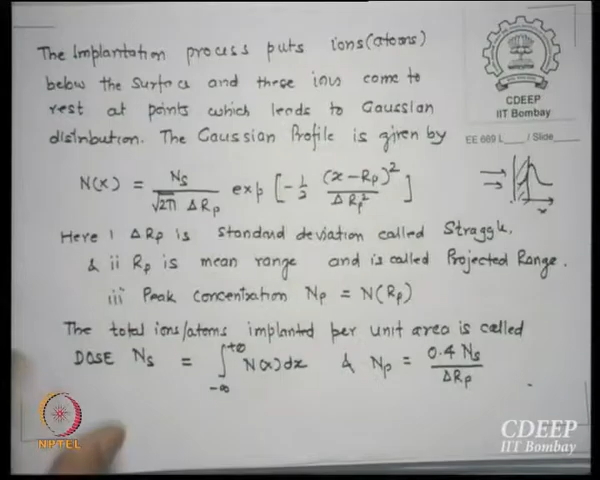 The Implantation process puts ions (atoms)
below the Surface and these ions come to
rest at points which leads to Gaussian
distribution. The Gaussian Profile is given by
N(x) = Ns / √2π ΔRp exp [ -1/2 (x-Rp)² / ΔRp² ]
Here i ΔRp is standard deviation called Straggle.
& ii Rp is mean range and is called Projected Range.
iii Peak Concentration Np = N(Rp)
The total ions/atoms implanted per unit area is called
DOSE Ns = ∫ -∞ +∞ N(x)dx & Np = 0.4 Ns / ΔRp
CDEEP
IIT Bombay
EE 669 L___ / Slide___
x
NPTEL
CDEEP
IIT Bombay